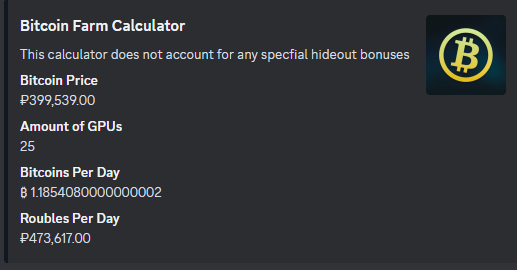 Bitcoin Farm Calculator
This calculator does not account for any specfial hideout bonuses
Bitcoin Price
₽399,539.00
Amount of GPUs
25
Bitcoins Per Day
฿ 1.1854080000000002
Roubles Per Day
₽473,617.00